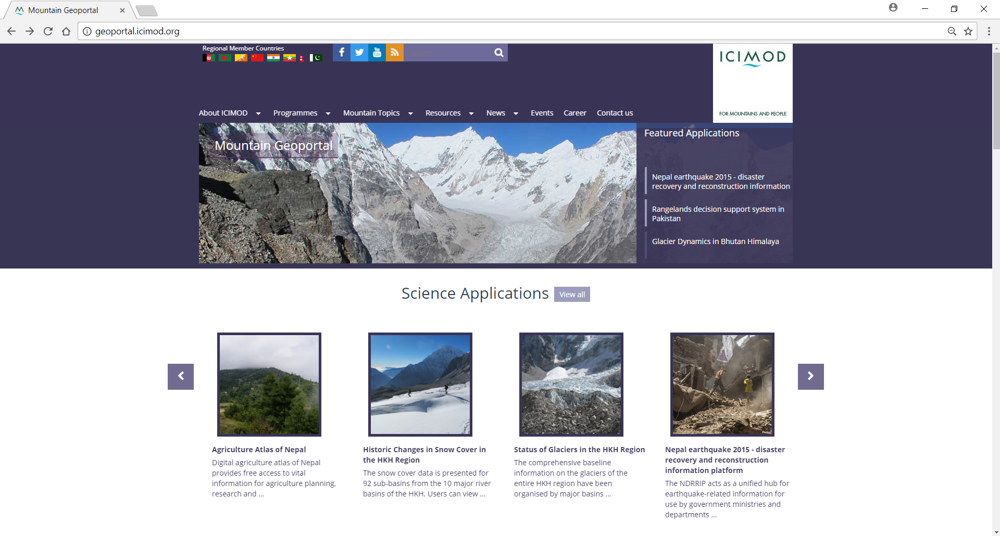 Mountain Geoportal
geoportal.icimod.org
Regional Member Countries
You
Tube
Search
ICIMOD
FOR MOUNTAINS AND PEOPLE
About ICIMOD Programmes Mountain Topics Resources News Events Career Contact us
Mountain Geoportal
Featured Applications
Nepal earthquake 2015 - disaster
recovery and reconstruction information
Rangelands decision support system in
Pakistan
Glacier Dynamics in Bhutan Himalaya
Science Applications View all
Agriculture Atlas of Nepal
Digital agriculture atlas of Nepal
provides free access to vital
information for agriculture planning,
research and ...
Historic Changes in Snow Cover in
the HKH Region
The snow cover data is presented for
92 sub-basins from the 10 major river
basins of the HKH. Users can view ...
Status of Glaciers in the HKH Region
The comprehensive baseline
information on the glaciers of the
entire HKH region have been
organised by major basins ...
Nepal earthquake 2015 - disaster
recovery and reconstruction
information platform
The NDRRIP acts as a unified hub for
earthquake-related information for
use by government ministries and
departments ...